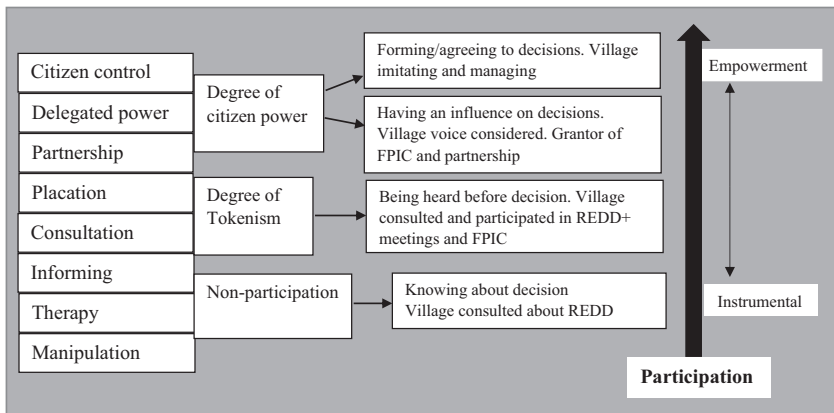 Citizen control
Delegated power
Partnership
Placation
Consultation
Informing
Therapy
Manipulation
Degree of
citizen power
Degree of
Tokenism
Non-participation
Forming/agreeing to decisions. Village
imitating and managing
Having an influence on decisions.
Village voice considered. Grantor of
FPIC and partnership
Being heard before decision. Village
consulted and participated in REDD+
meetings and FPIC
Knowing about decision
Village consulted about REDD
Empowerment
Instrumental
Participation